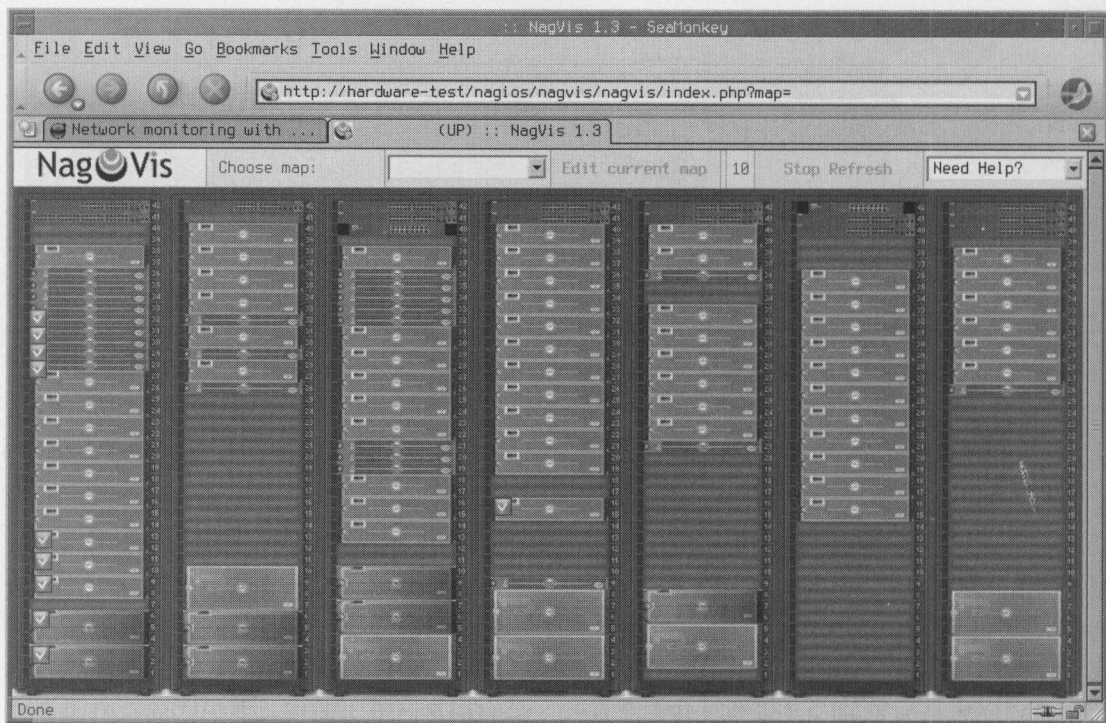 :: NagVis 1.3 - SeaMonkey
File Edit View Go Bookmarks Tools Window Help
http://hardware-test/nagios/nagvis/nagvis/index.php?map=
Network monitoring with ... (UP) :: NagVis 1.3
NagVis Choose map: Edit current map 10 Stop Refresh Need Help?
Done